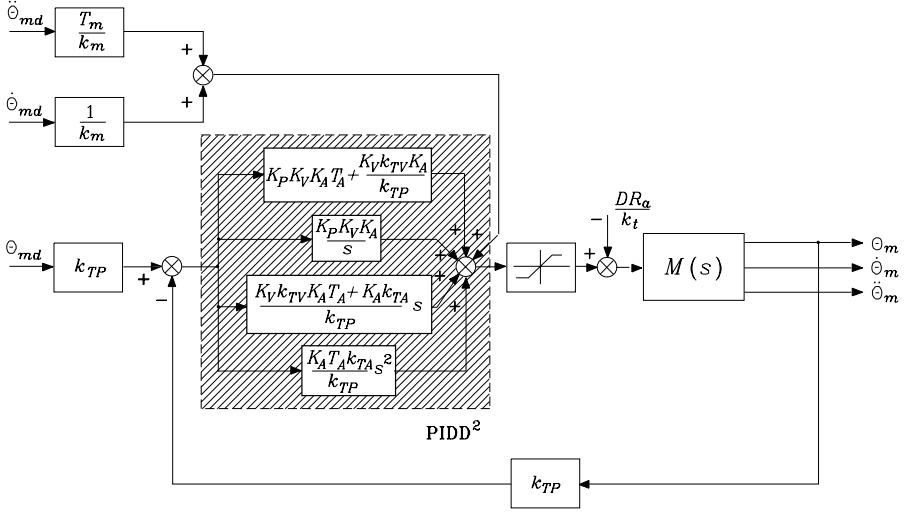 Θ̈md
Tm/km
+
+
Θ̇md
1/km
KPKVKATA+KVkTVKA/kTP
KPKVKA/s
KVkTVKATA+KAkTA/kTP s
KATAkTAs²/kTP
+
+
+
+
+
Θmd
kTP
+
−
−
DRa/kt
+
M(s)
Θm
Θ̇m
Θ̈m
PIDD²
kTP